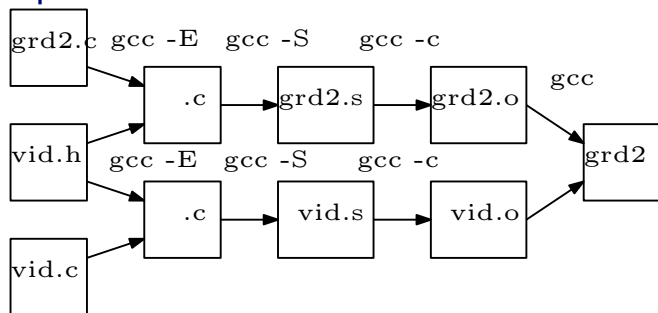 grd2.c gcc -E gcc -S gcc -c
.c grd2.s grd2.o gcc
vid.h grd2
gcc -E gcc -S gcc -c
.c vid.s vid.o
vid.c